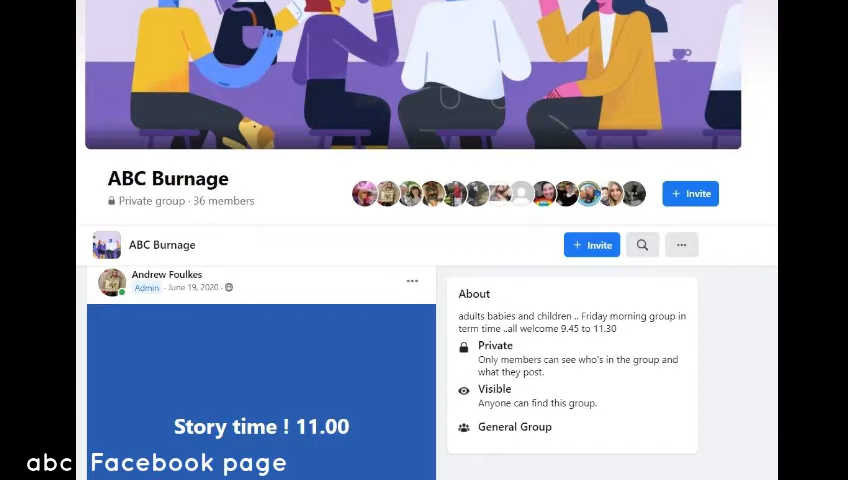 ABC Burnage
Private group · 36 members
+ Invite
ABC Burnage
+ Invite
Andrew Foulkes
Admin · June 19, 2020 ·
Story time ! 11.00
About
adults babies and children .. Friday morning group in
term time ..all welcome 9.45 to 11.30
Private
Only members can see who's in the group and
what they post.
Visible
Anyone can find this group.
General Group
abc Facebook page